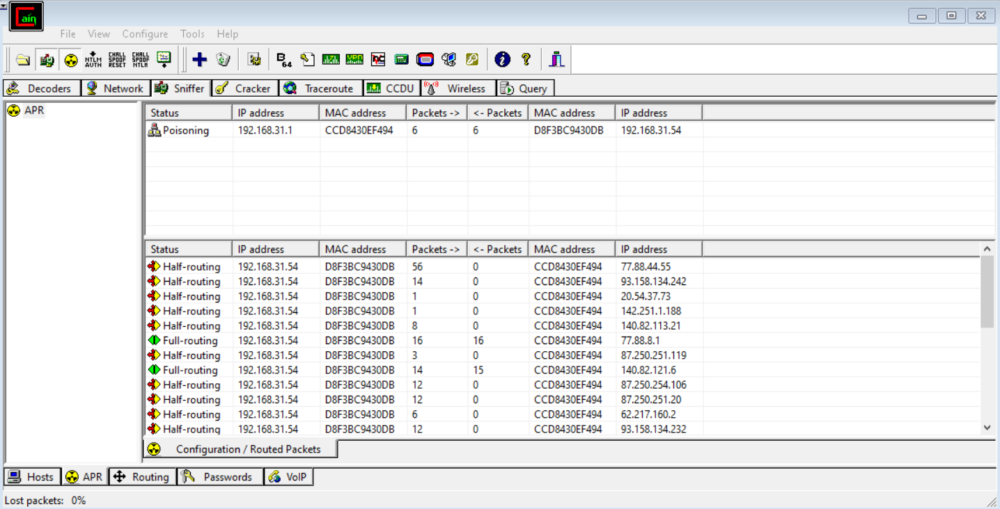 Cain
File View Configure Tools Help
NTLM AUTH CHALL SPOOF RESET CHALL SPOOF NTLM B64
Decoders Network Sniffer Cracker Traceroute CCDU Wireless Query
APR
Status IP address MAC address Packets -> <- Packets MAC address IP address
Poisoning 192.168.31.1 CCD8430EF494 6 6 D8F3BC9430DB 192.168.31.54
Status IP address MAC address Packets -> <- Packets MAC address IP address
Half-routing 192.168.31.54 D8F3BC9430DB 56 0 CCD8430EF494 77.88.44.55
Half-routing 192.168.31.54 D8F3BC9430DB 14 0 CCD8430EF494 93.158.134.242
Half-routing 192.168.31.54 D8F3BC9430DB 1 0 CCD8430EF494 20.54.37.73
Half-routing 192.168.31.54 D8F3BC9430DB 1 0 CCD8430EF494 142.251.1.188
Half-routing 192.168.31.54 D8F3BC9430DB 8 0 CCD8430EF494 140.82.113.21
Full-routing 192.168.31.54 D8F3BC9430DB 16 16 CCD8430EF494 77.88.8.1
Half-routing 192.168.31.54 D8F3BC9430DB 3 0 CCD8430EF494 87.250.251.119
Full-routing 192.168.31.54 D8F3BC9430DB 14 15 CCD8430EF494 140.82.121.6
Half-routing 192.168.31.54 D8F3BC9430DB 12 0 CCD8430EF494 87.250.254.106
Half-routing 192.168.31.54 D8F3BC9430DB 12 0 CCD8430EF494 87.250.251.20
Half-routing 192.168.31.54 D8F3BC9430DB 6 0 CCD8430EF494 62.217.160.2
Half-routing 192.168.31.54 D8F3BC9430DB 12 0 CCD8430EF494 93.158.134.232
Configuration / Routed Packets
Hosts APR Routing Passwords VoIP
Lost packets: 0%